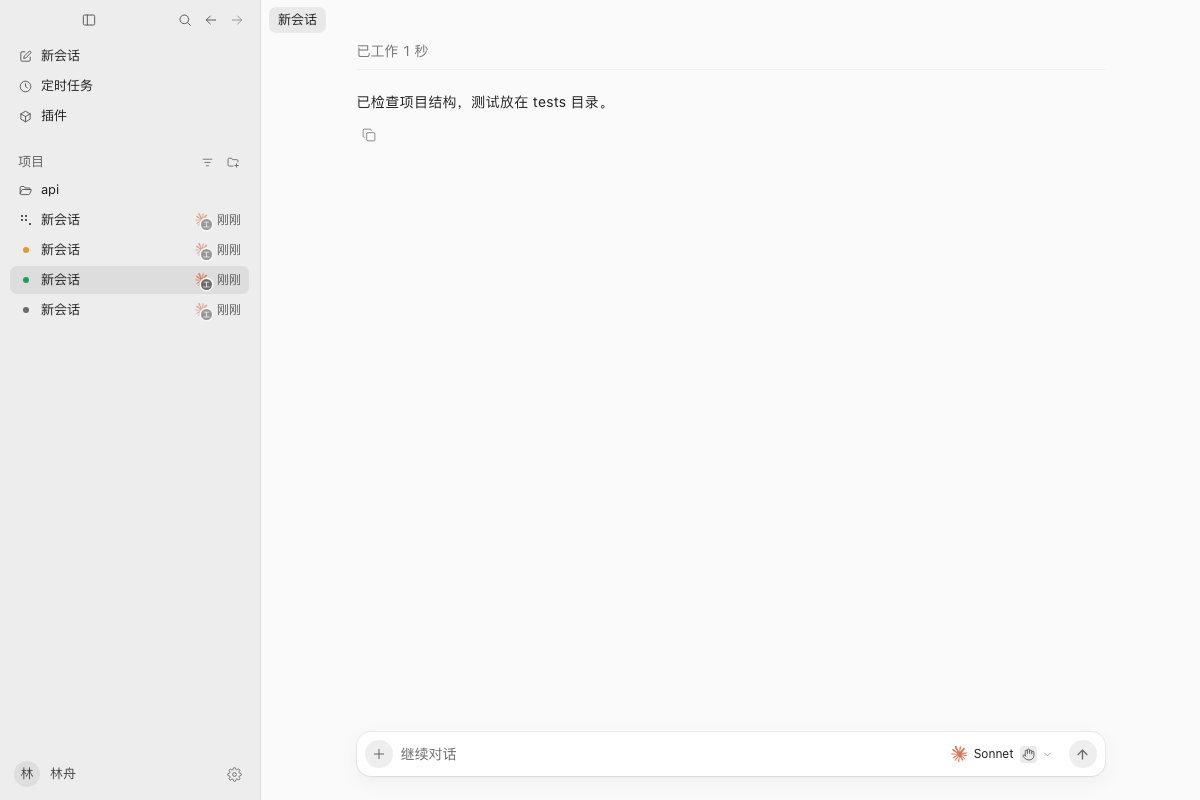 新会话
定时任务
插件
项目
api
新会话 刚刚
新会话 刚刚
新会话 刚刚
新会话 刚刚
林 林舟
新会话
已工作 1 秒
已检查项目结构，测试放在 tests 目录。
继续对话
Sonnet